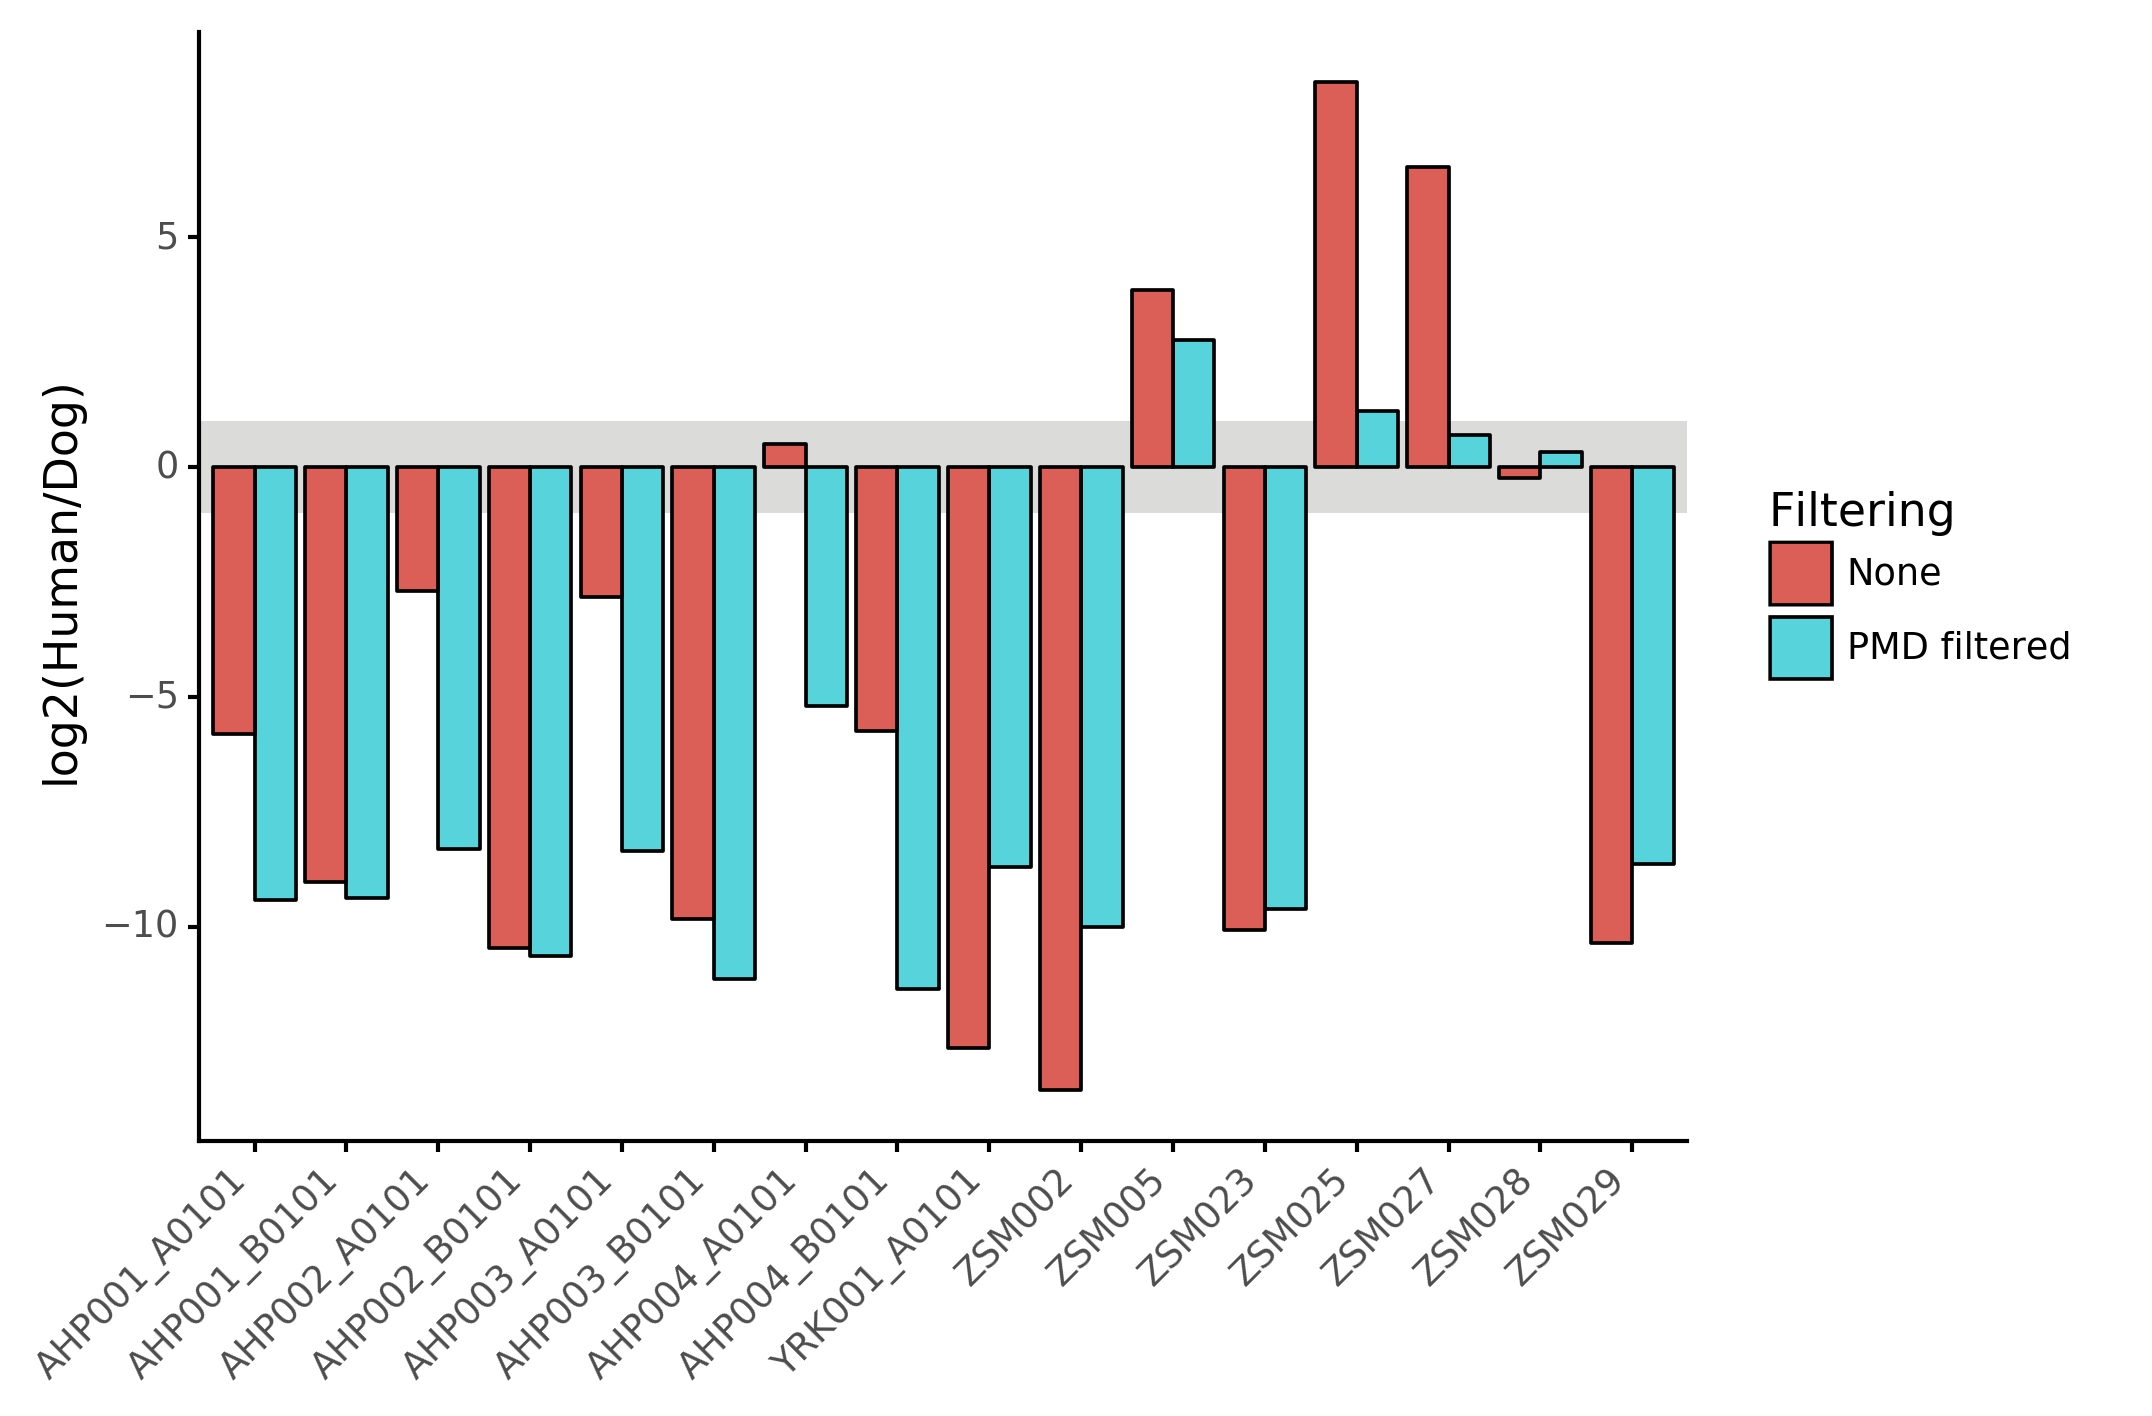 log2(Human/Dog)
5
0
−5
−10
AHP001_A0101
AHP001_B0101
AHP002_A0101
AHP002_B0101
AHP003_A0101
AHP003_B0101
AHP004_A0101
AHP004_B0101
YRK001_A0101
ZSM002
ZSM005
ZSM023
ZSM025
ZSM027
ZSM028
ZSM029
Filtering
None
PMD filtered